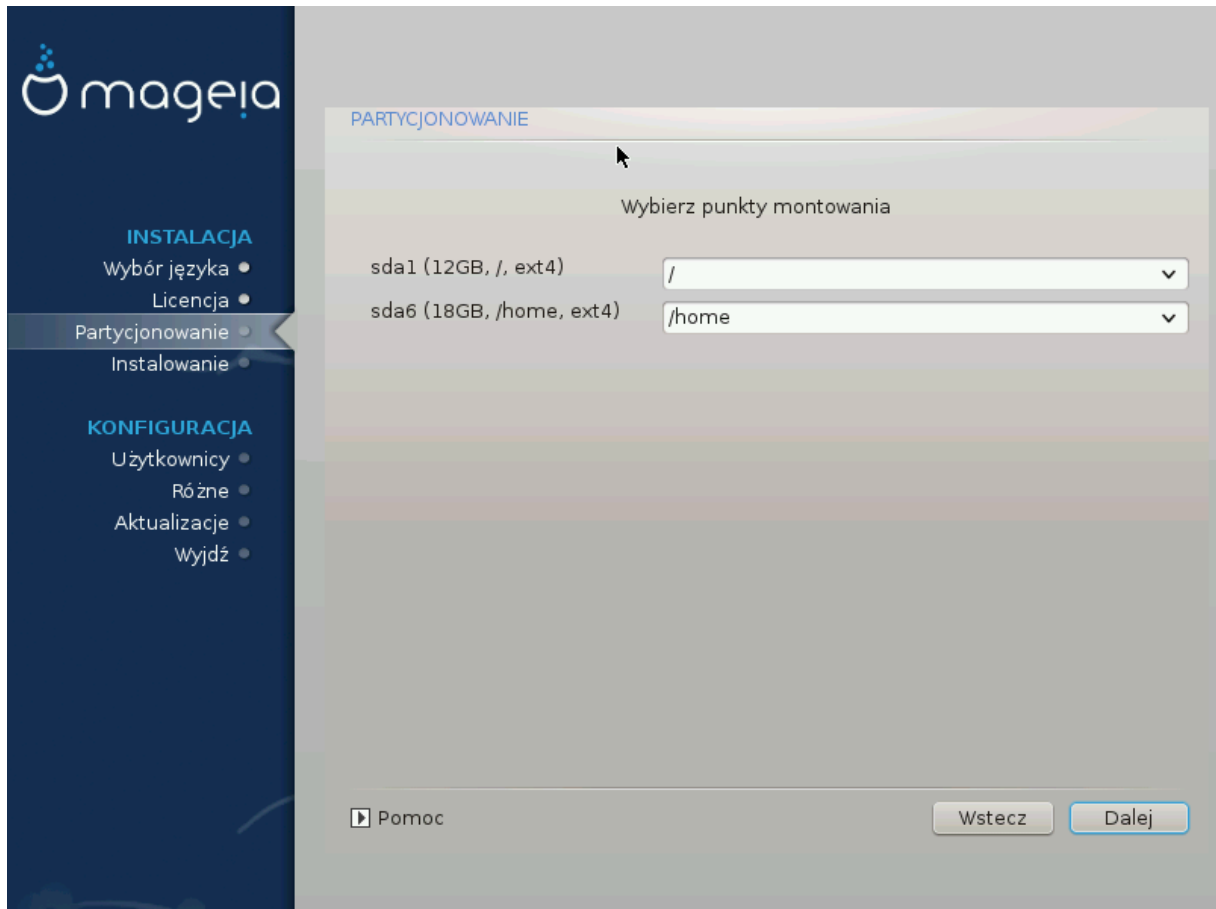 mageia
INSTALACJA
Wybór języka
Licencja
Partycjonowanie
Instalowanie
KONFIGURACJA
Użytkownicy
Różne
Aktualizacje
Wyjdź
PARTYCJONOWANIE
Wybierz punkty montowania
sda1 (12GB, /, ext4) /
sda6 (18GB, /home, ext4) /home
Pomoc Wstecz Dalej